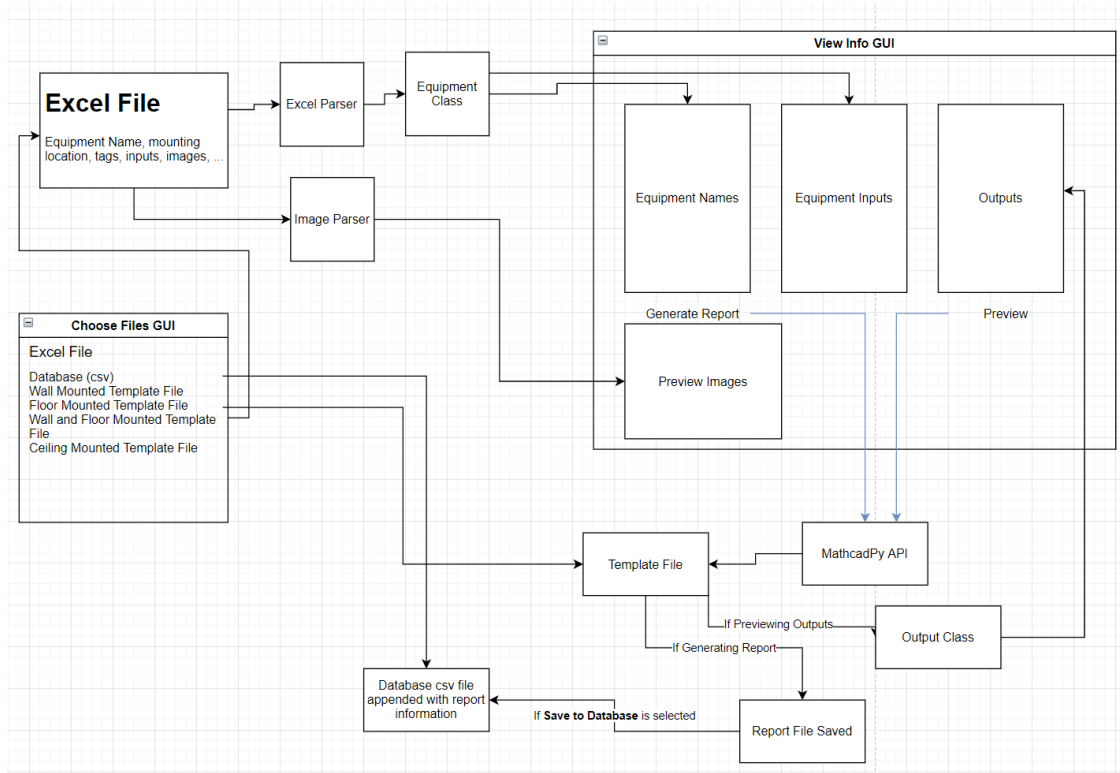 View Info GUI
Excel File
Equipment Name, mounting
location, tags, inputs, images, ...
Excel Parser
Equipment
Class
Image Parser
Equipment Names
Equipment Inputs
Outputs
Generate Report
Preview
Preview Images
Choose Files GUI
Excel File
Database (csv)
Wall Mounted Template File
Floor Mounted Template File
Wall and Floor Mounted Template
File
Ceiling Mounted Template File
Template File
MathcadPy API
If Previewing Outputs
Output Class
If Generating Report
Database csv file
appended with report
information
If Save to Database is selected
Report File Saved